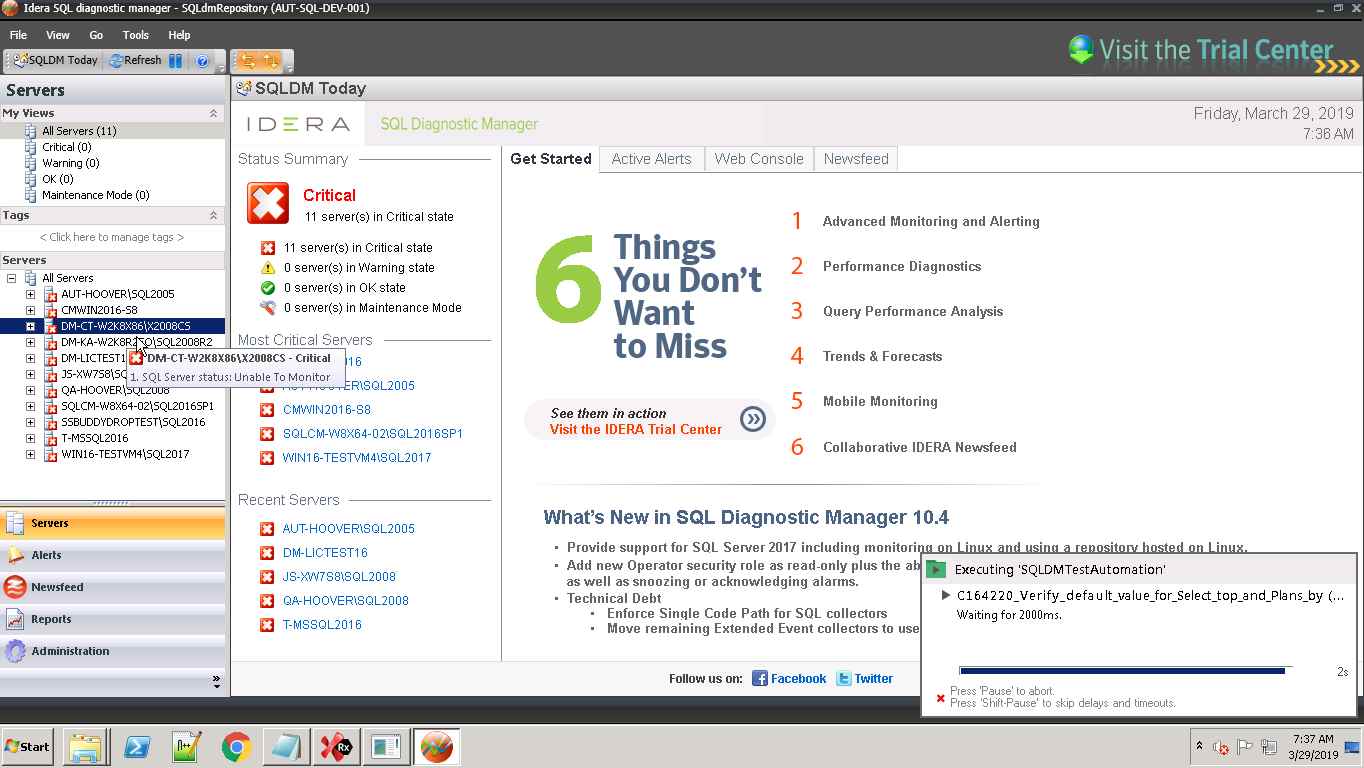 Idera SQL diagnostic manager - SQLdmRepository (AUT-SQL-DEV-001)
File View Go Tools Help
SQLDM Today Refresh
Visit the Trial Center
Servers
My Views
All Servers (11)
Critical (0)
Warning (0)
OK (0)
Maintenance Mode (0)
Tags
< Click here to manage tags >
Servers
All Servers
AUT-HOOVER\SQL2005
CMWIN2016-S8
DM-CT-W2K8X86\X2008CS
DM-KA-W2K8R2SQ\SQL2008R2
DM-LICTEST1
JS-XW7S8\SQ
QA-HOOVER\SQL2008
SQLCM-W8X64-02\SQL2016SP1
SSBUDDYDROPTEST\SQL2016
T-MSSQL2016
WIN16-TESTVM4\SQL2017
DM-CT-W2K8X86\X2008CS - Critical
1. SQL Server status: Unable To Monitor
Servers
Alerts
Newsfeed
Reports
Administration
SQLDM Today
IDERA SQL Diagnostic Manager
Friday, March 29, 2019
7:36 AM
Status Summary
Critical
11 server(s) in Critical state
11 server(s) in Critical state
0 server(s) in Warning state
0 server(s) in OK state
0 server(s) in Maintenance Mode
Most Critical Servers
16
\SQL2005
CMWIN2016-S8
SQLCM-W8X64-02\SQL2016SP1
WIN16-TESTVM4\SQL2017
Recent Servers
AUT-HOOVER\SQL2005
DM-LICTEST16
JS-XW7S8\SQL2008
QA-HOOVER\SQL2008
T-MSSQL2016
Get Started Active Alerts Web Console Newsfeed
6 Things
You Don't
Want
to Miss
See them in action
Visit the IDERA Trial Center
1 Advanced Monitoring and Alerting
2 Performance Diagnostics
3 Query Performance Analysis
4 Trends & Forecasts
5 Mobile Monitoring
6 Collaborative IDERA Newsfeed
What's New in SQL Diagnostic Manager 10.4
• Provide support for SQL Server 2017 including monitoring on Linux and using a repository hosted on Linux.
• Add new Operator security role as read-only plus the ab
as well as snoozing or acknowledging alarms.
• Technical Debt
• Enforce Single Code Path for SQL collectors
• Move remaining Extended Event collectors to use
Follow us on: Facebook Twitter
Executing 'SQLDMTestAutomation'
C164220_Verify_default_value_for_Select_top_and_Plans_by (...
Waiting for 2000ms.
2s
Press 'Pause' to abort.
Press 'Shift-Pause' to skip delays and timeouts.
Start
Rx
7:37 AM
3/29/2019